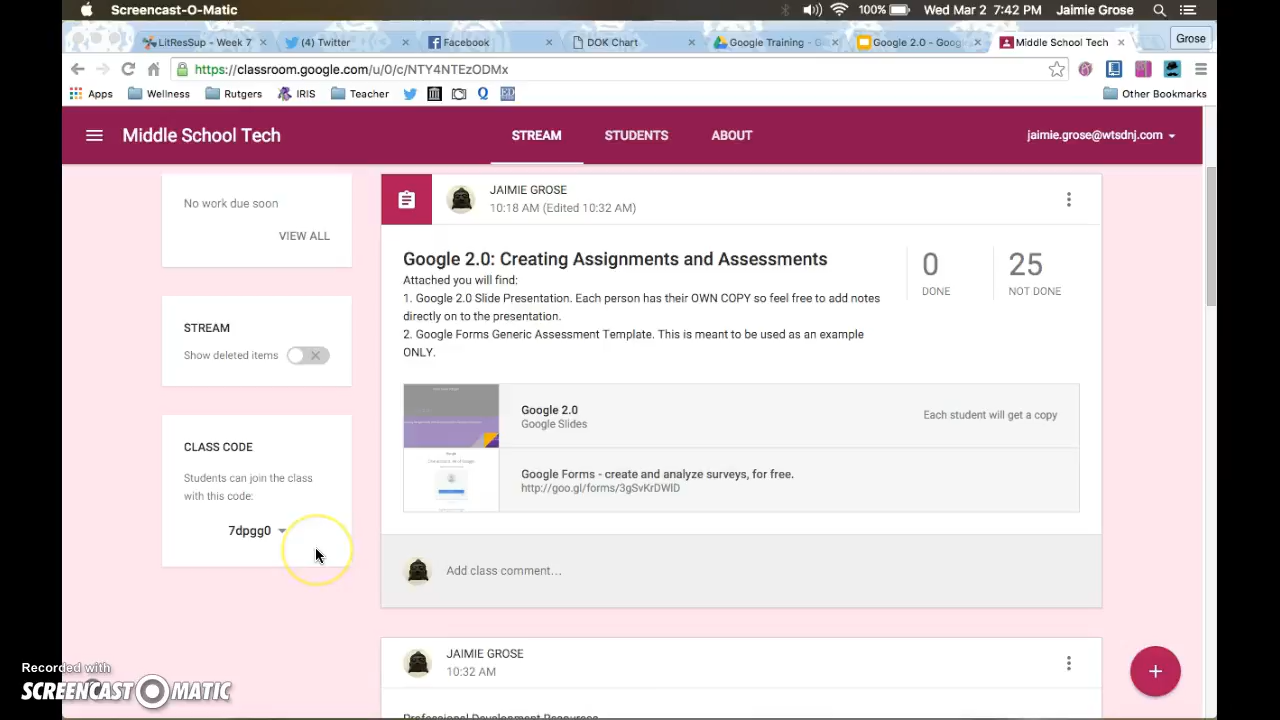 Screencast-O-Matic
100%
Wed Mar 2 7:42 PM
Jaimie Grose
LitResSup - Week 7
(4) Twitter
Facebook
DOK Chart
Google Training - G
Google 2.0 - Goog
Middle School Tech
Grose
https://classroom.google.com/u/0/c/NTY4NTEzODMx
Apps
Wellness
Rutgers
IRIS
Teacher
Q
ED
Other Bookmarks
Middle School Tech
STREAM
STUDENTS
ABOUT
jaimie.grose@wtsdnj.com
No work due soon
VIEW ALL
STREAM
Show deleted items
CLASS CODE
Students can join the class
with this code:
7dpgg0
JAIMIE GROSE
10:18 AM (Edited 10:32 AM)
Google 2.0: Creating Assignments and Assessments
0
DONE
25
NOT DONE
Attached you will find:
1. Google 2.0 Slide Presentation. Each person has their OWN COPY so feel free to add notes
directly on to the presentation.
2. Google Forms Generic Assessment Template. This is meant to be used as an example
ONLY.
Google 2.0
Google Slides
Each student will get a copy
Google Forms - create and analyze surveys, for free.
http://goo.gl/forms/3gSvKrDWlD
Add class comment...
JAIMIE GROSE
10:32 AM
Professional Development Resources
Recorded with
SCREENCAST-O-MATIC